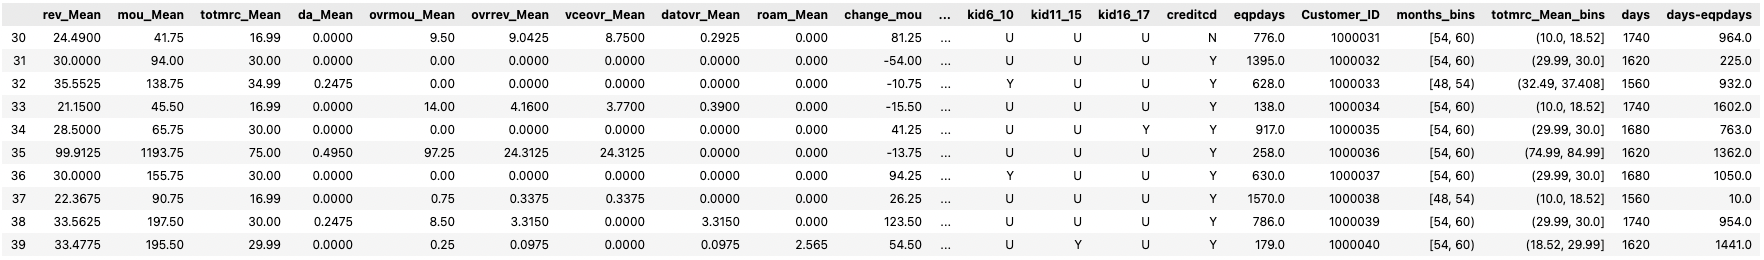 rev_Mean mou_Mean totmrc_Mean da_Mean ovrmou_Mean ovrrev_Mean vceovr_Mean datovr_Mean roam_Mean change_mou ... kid6_10 kid11_15 kid16_17 creditcd eqpdays Customer_ID months_bins totmrc_Mean_bins days days-eqpdays
30 24.4900 41.75 16.99 0.0000 9.50 9.0425 8.7500 0.2925 0.000 81.25 ... U U U N 776.0 1000031 [54, 60) (10.0, 18.52] 1740 964.0
31 30.0000 94.00 30.00 0.0000 0.00 0.0000 0.0000 0.0000 0.000 -54.00 ... U U U Y 1395.0 1000032 [54, 60) (29.99, 30.0] 1620 225.0
32 35.5525 138.75 34.99 0.2475 0.00 0.0000 0.0000 0.0000 0.000 -10.75 ... Y U U Y 628.0 1000033 [48, 54) (32.49, 37.408] 1560 932.0
33 21.1500 45.50 16.99 0.0000 14.00 4.1600 3.7700 0.3900 0.000 -15.50 ... U U U Y 138.0 1000034 [54, 60) (10.0, 18.52] 1740 1602.0
34 28.5000 65.75 30.00 0.0000 0.00 0.0000 0.0000 0.0000 0.000 41.25 ... U U Y Y 917.0 1000035 [54, 60) (29.99, 30.0] 1680 763.0
35 99.9125 1193.75 75.00 0.4950 97.25 24.3125 24.3125 0.0000 0.000 -13.75 ... U U U Y 258.0 1000036 [54, 60) (74.99, 84.99] 1620 1362.0
36 30.0000 155.75 30.00 0.0000 0.00 0.0000 0.0000 0.0000 0.000 94.25 ... Y U U Y 630.0 1000037 [54, 60) (29.99, 30.0] 1680 1050.0
37 22.3675 90.75 16.99 0.0000 0.75 0.3375 0.3375 0.0000 0.000 26.25 ... U U U Y 1570.0 1000038 [48, 54) (10.0, 18.52] 1560 10.0
38 33.5625 197.50 30.00 0.2475 8.50 3.3150 0.0000 3.3150 0.000 123.50 ... U U U Y 786.0 1000039 [54, 60) (29.99, 30.0] 1740 954.0
39 33.4775 195.50 29.99 0.0000 0.25 0.0975 0.0000 0.0975 2.565 54.50 ... U Y U Y 179.0 1000040 [54, 60) (18.52, 29.99] 1620 1441.0